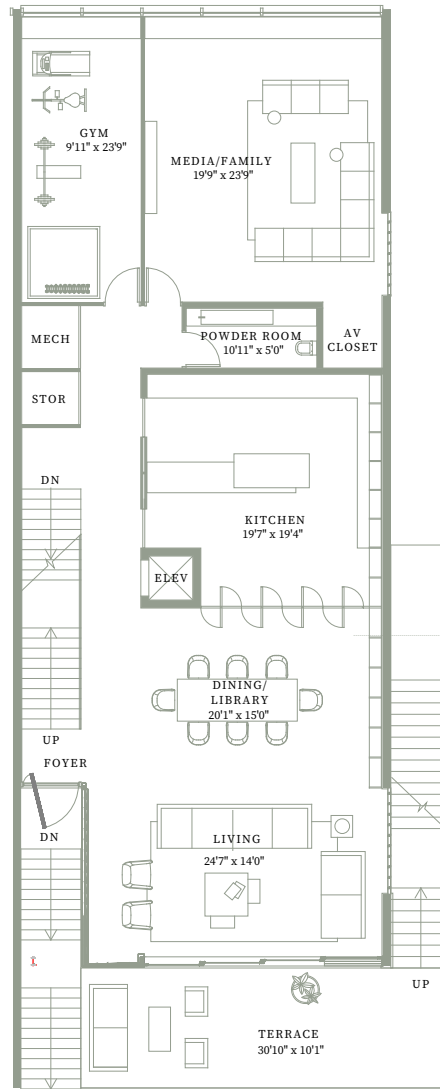 GYM
9'11" x 23'9"
MEDIA/FAMILY
19'9" x 23'9"
MECH
POWDER ROOM
10'11" x 5'0"
AV
CLOSET
STOR
DN
KITCHEN
19'7" x 19'4"
ELEV
DINING/
LIBRARY
20'1" x 15'0"
UP
FOYER
DN
LIVING
24'7" x 14'0"
UP
TERRACE
30'10" x 10'1"